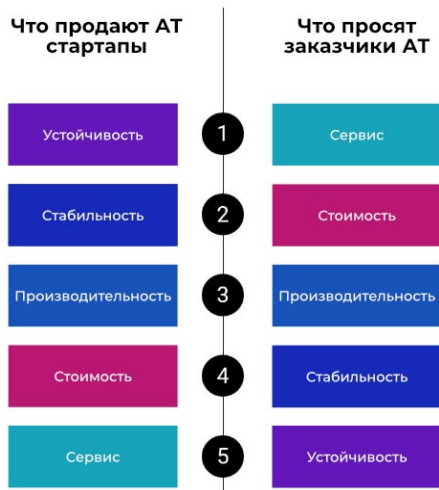 Что продают АТ
стартапы
Что просят
заказчики АТ
Устойчивость
1
Сервис
Стабильность
2
Стоимость
Производительность
3
Производительность
Стоимость
4
Стабильность
Сервис
5
Устойчивость